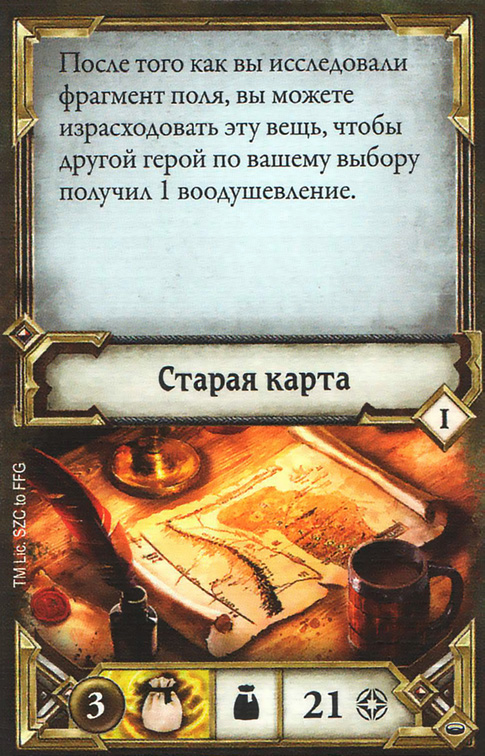 После того как вы исследовали
фрагмент поля, вы можете
израсходовать эту вещь, чтобы
другой герой по вашему выбору
получил 1 воодушевление.
Старая карта
I
TM Lic. SZC to FFG
3
21